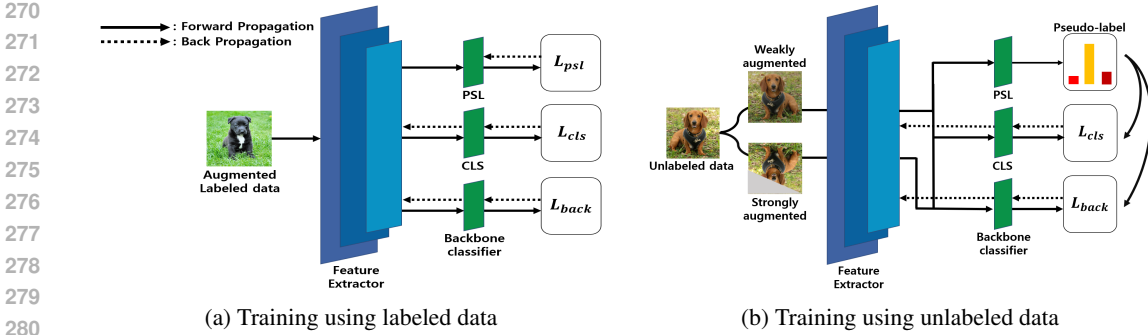 270
271
272
273
274
275
276
277
278
279
280
: Forward Propagation
: Back Propagation
Augmented
Labeled data
Feature
Extractor
PSL
CLS
Backbone
classifier
L_psl
L_cls
L_back
(a) Training using labeled data
Unlabeled data
Weakly
augmented
Strongly
augmented
Feature
Extractor
PSL
CLS
Backbone
classifier
Pseudo-label
L_cls
L_back
(b) Training using unlabeled data